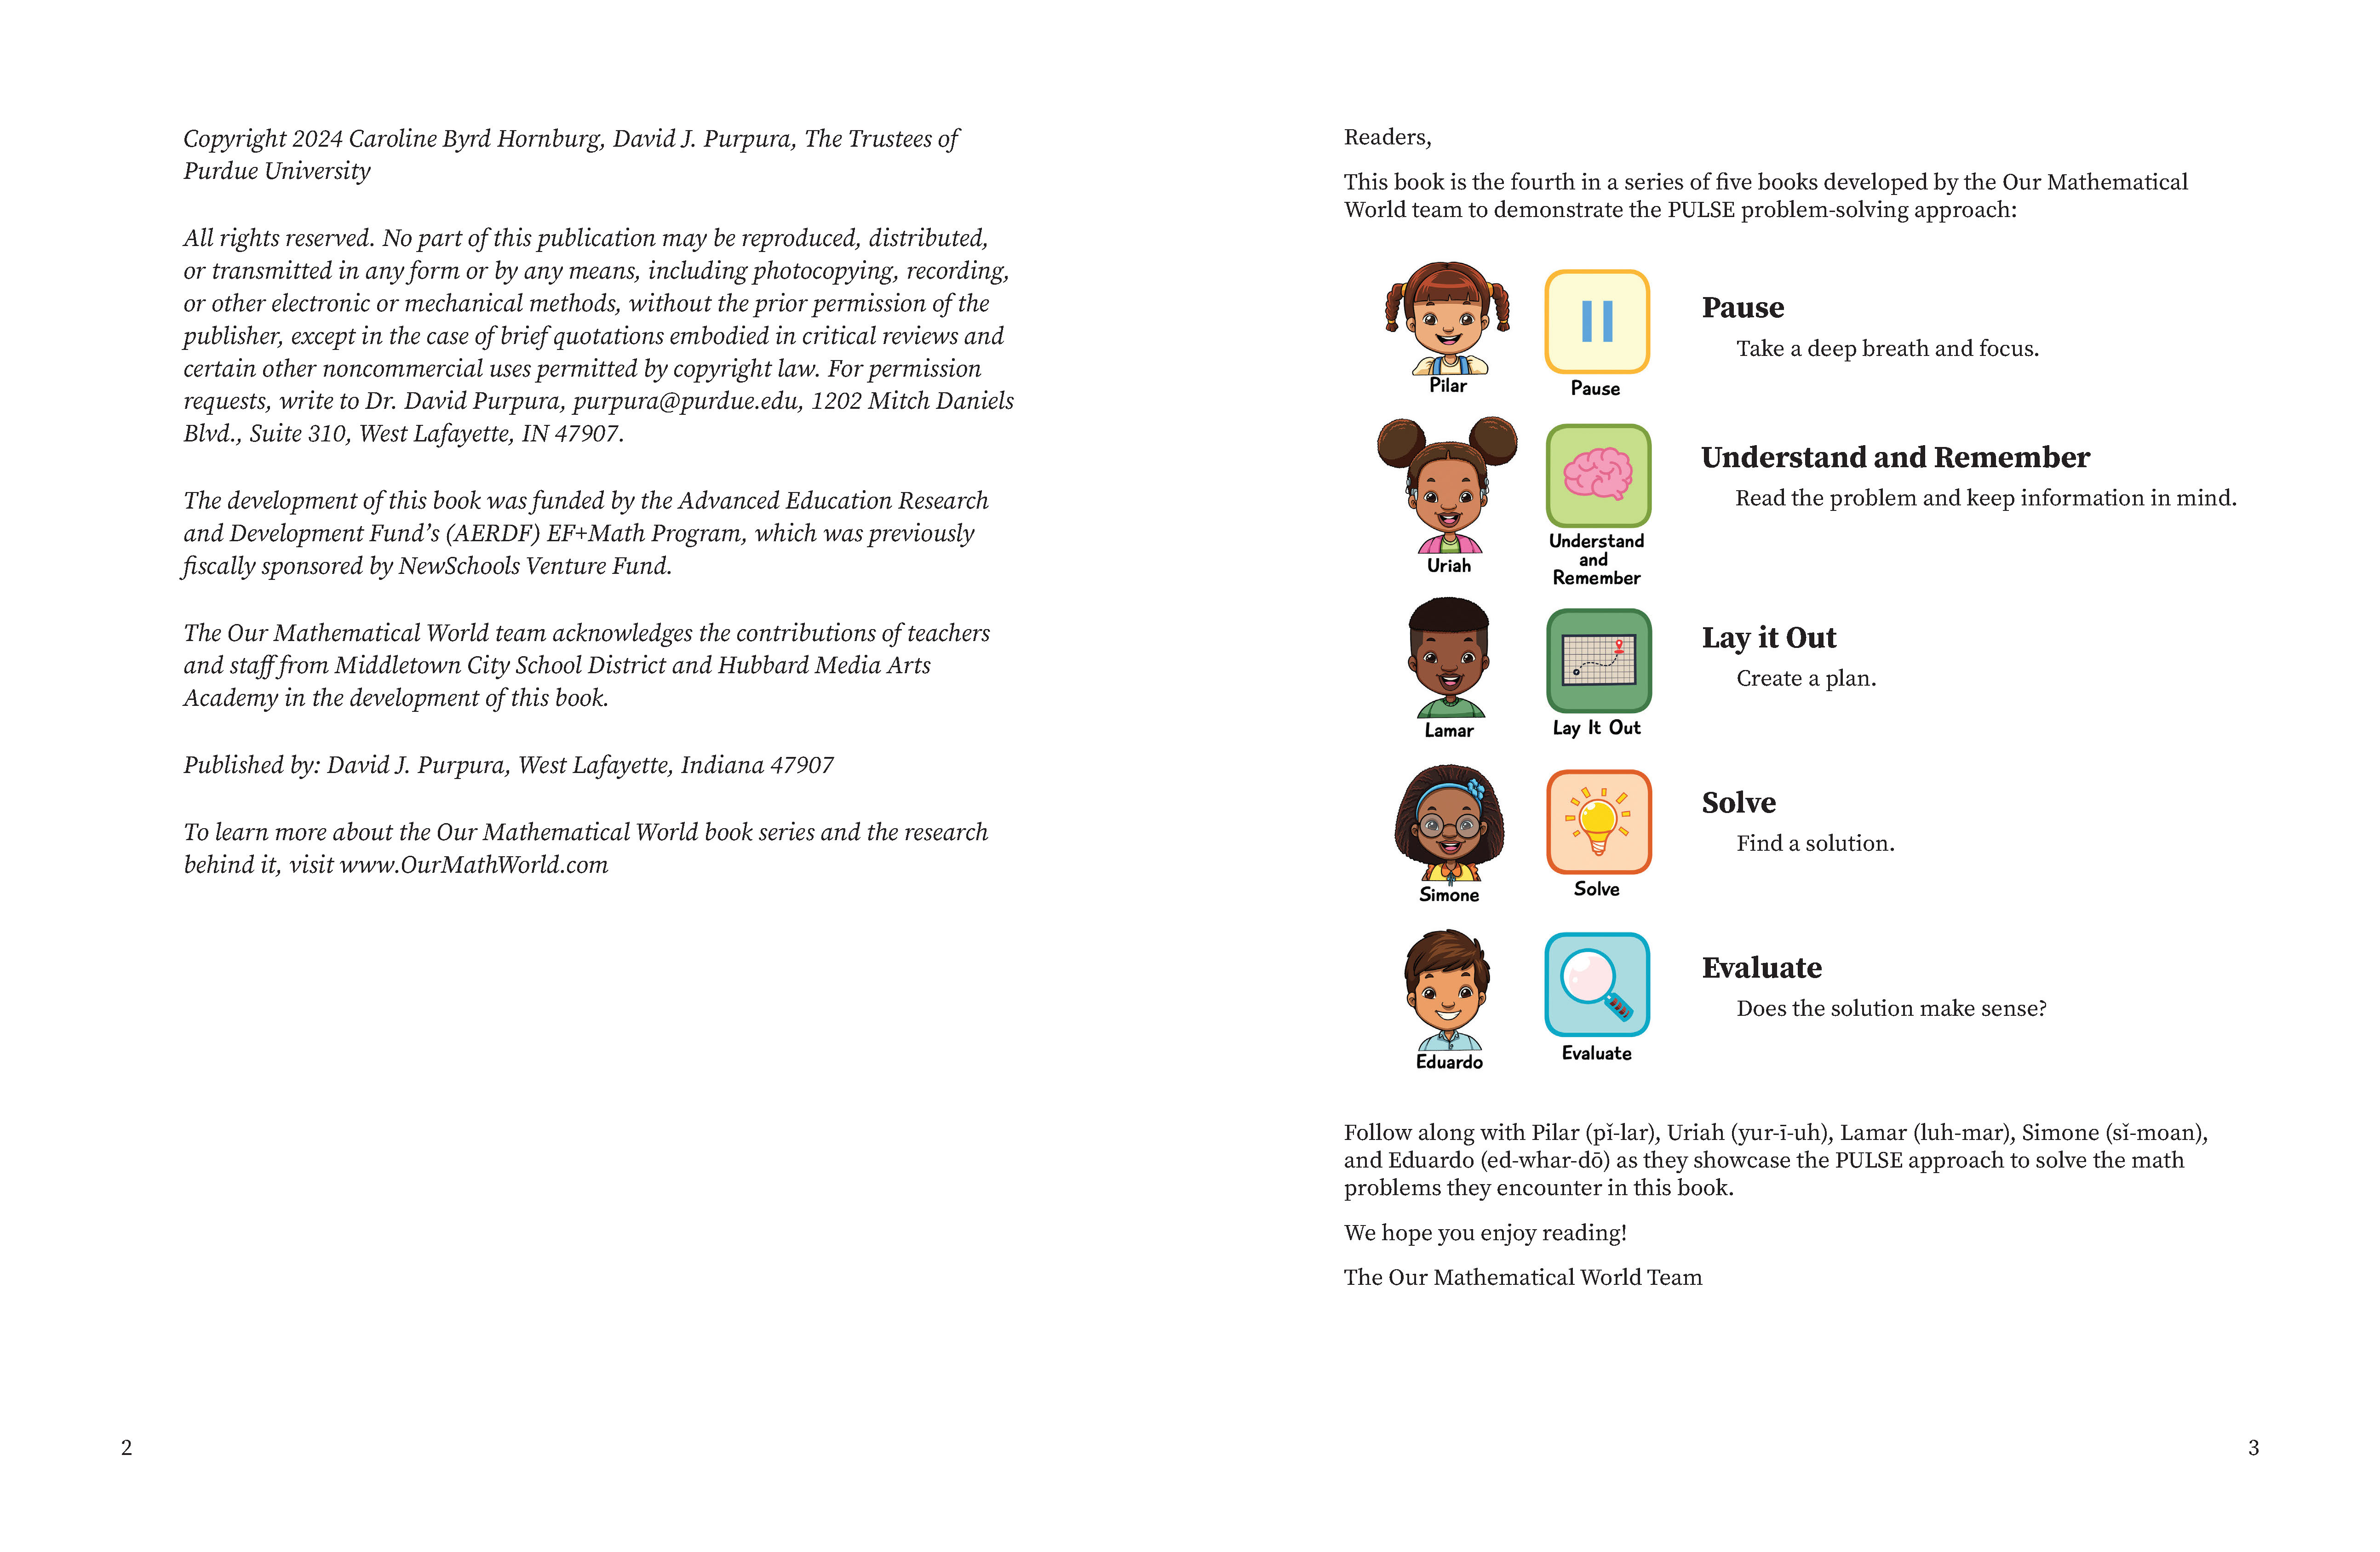 Copyright 2024 Caroline Byrd Hornburg, David J. Purpura, The Trustees of
Purdue University
All rights reserved. No part of this publication may be reproduced, distributed,
or transmitted in any form or by any means, including photocopying, recording,
or other electronic or mechanical methods, without the prior permission of the
publisher, except in the case of brief quotations embodied in critical reviews and
certain other noncommercial uses permitted by copyright law. For permission
requests, write to Dr. David Purpura, purpura@purdue.edu, 1202 Mitch Daniels
Blvd., Suite 310, West Lafayette, IN 47907.
The development of this book was funded by the Advanced Education Research
and Development Fund’s (AERDF) EF+Math Program, which was previously
fiscally sponsored by NewSchools Venture Fund.
The Our Mathematical World team acknowledges the contributions of teachers
and staff from Middletown City School District and Hubbard Media Arts
Academy in the development of this book.
Published by: David J. Purpura, West Lafayette, Indiana 47907
To learn more about the Our Mathematical World book series and the research
behind it, visit www.OurMathWorld.com
2
Readers,
This book is the fourth in a series of five books developed by the Our Mathematical
World team to demonstrate the PULSE problem-solving approach:
Pilar
Pause
Pause
Take a deep breath and focus.
Uriah
Understand
and
Remember
Understand and Remember
Read the problem and keep information in mind.
Lamar
Lay It Out
Lay it Out
Create a plan.
Simone
Solve
Solve
Find a solution.
Eduardo
Evaluate
Evaluate
Does the solution make sense?
Follow along with Pilar (pĭ-lar), Uriah (yur-ī-uh), Lamar (luh-mar), Simone (sĭ-moan),
and Eduardo (ed-whar-dō) as they showcase the PULSE approach to solve the math
problems they encounter in this book.
We hope you enjoy reading!
The Our Mathematical World Team
3